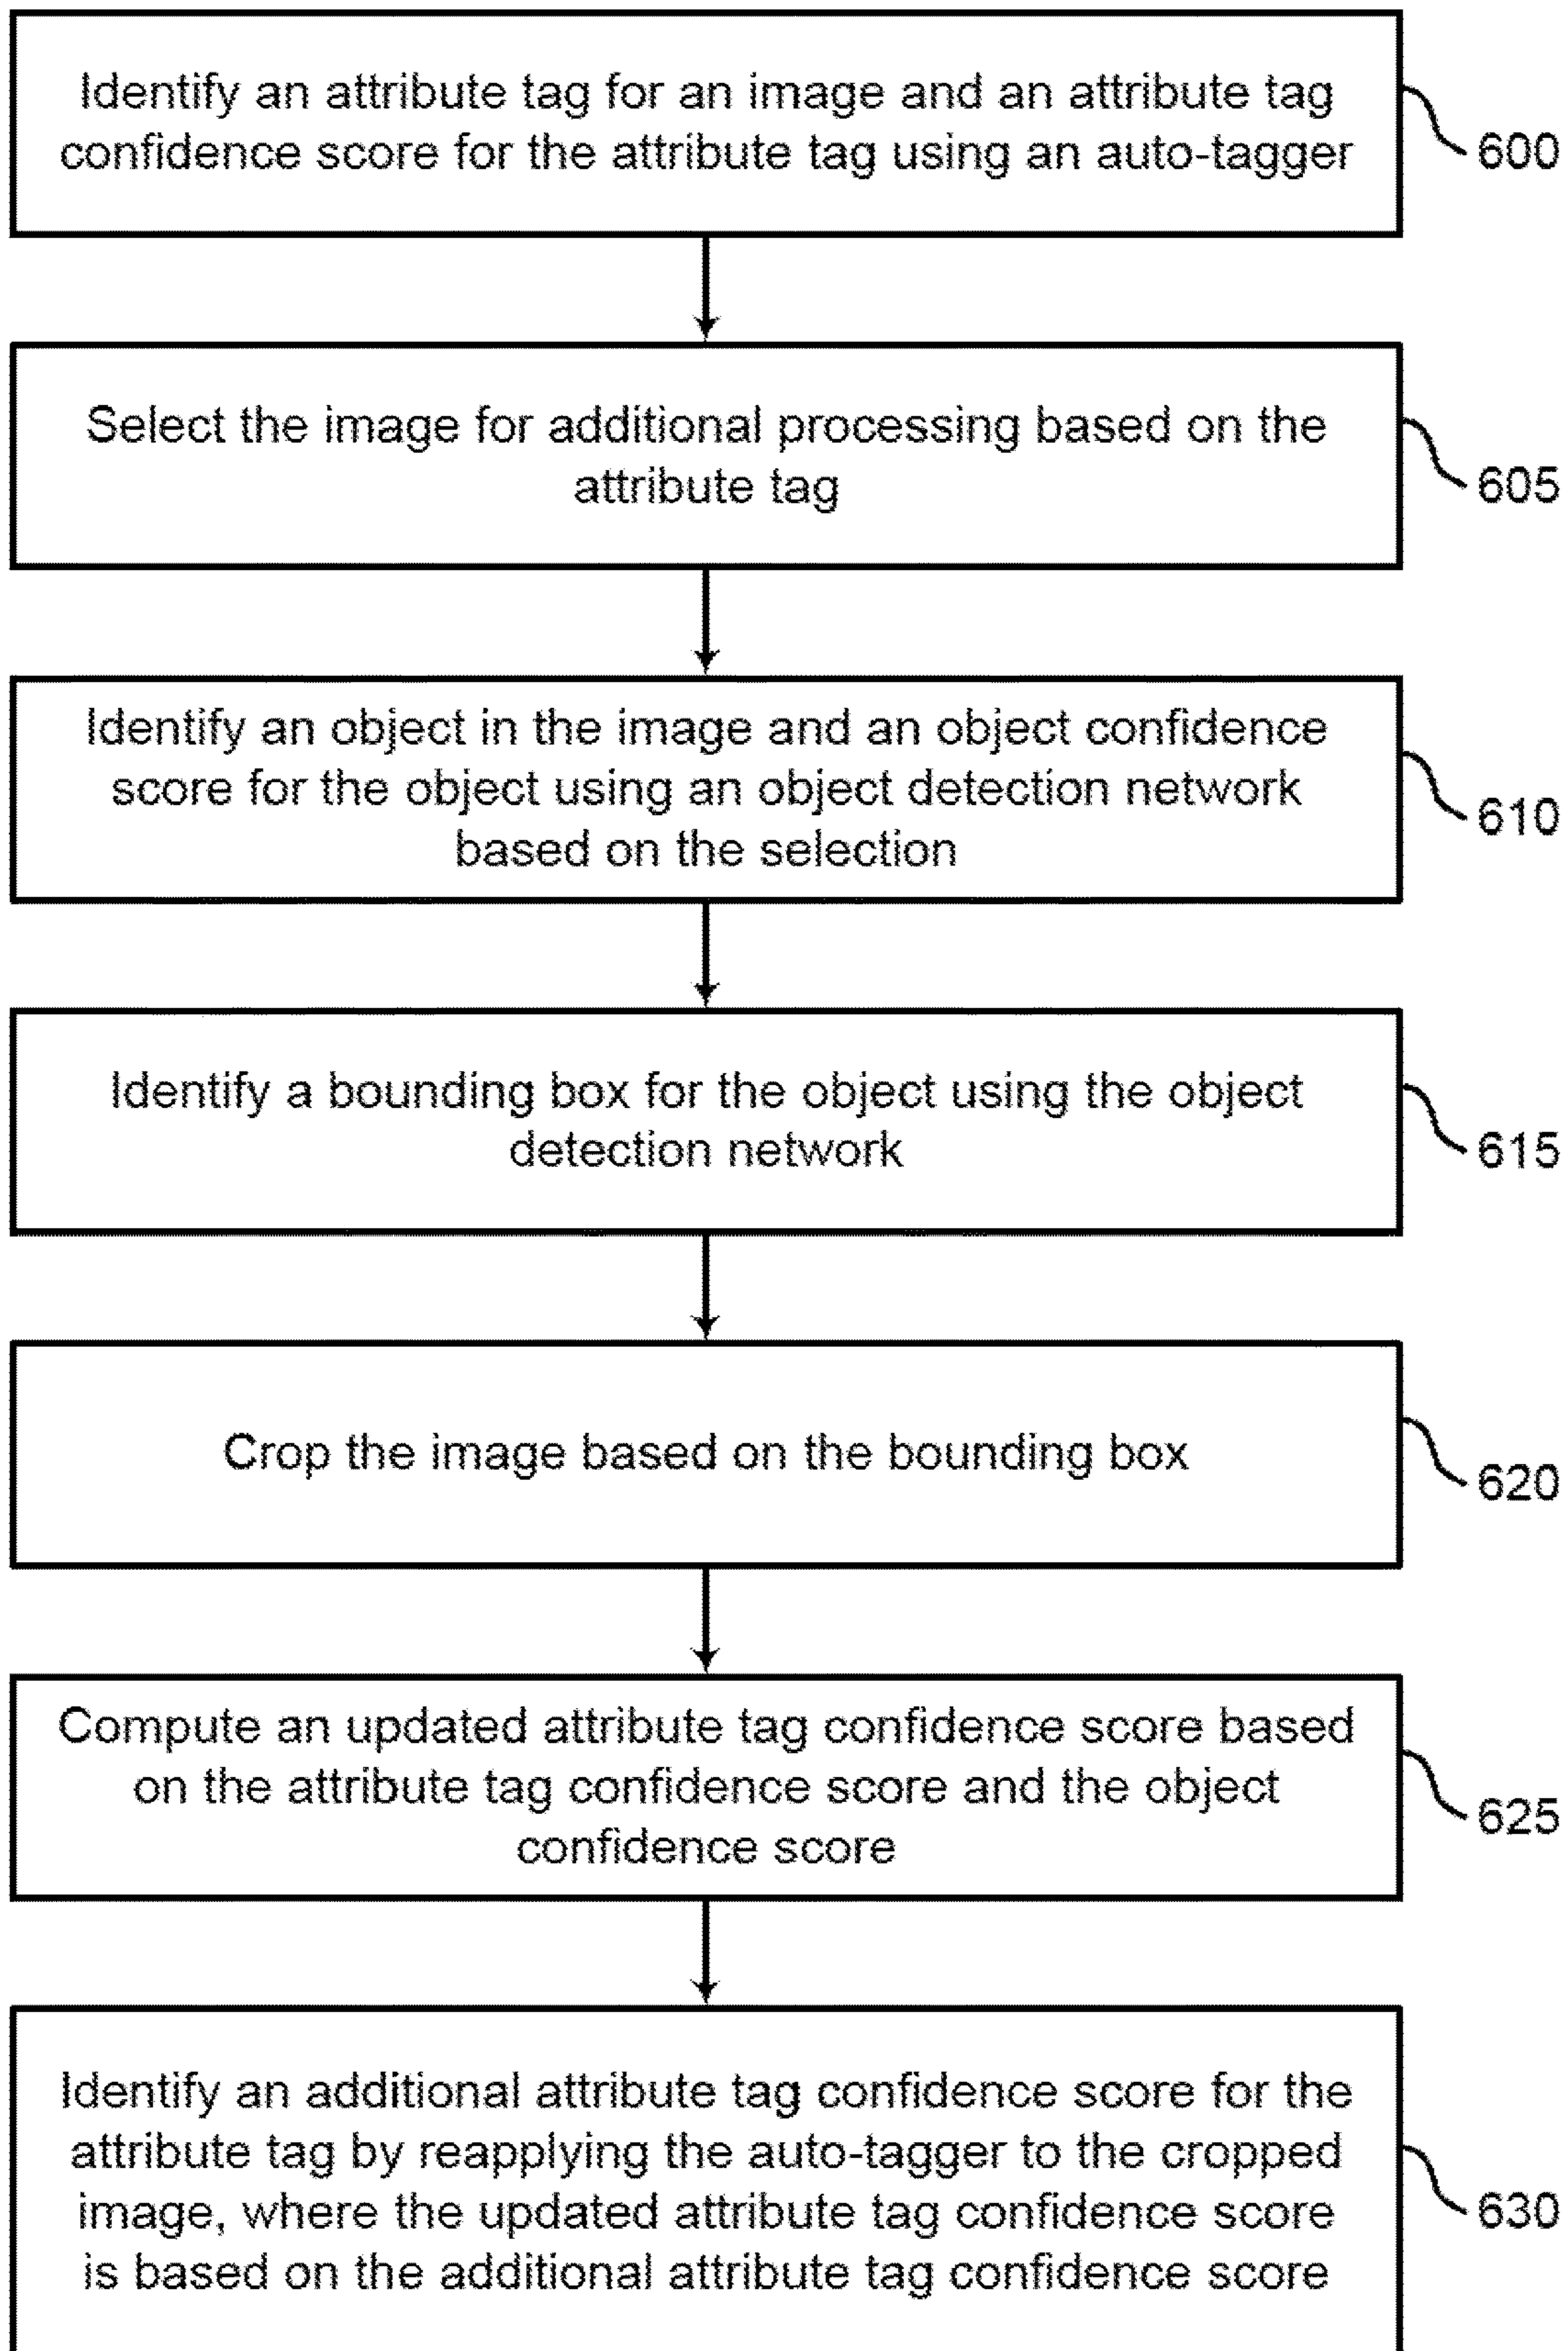 Identify an attribute tag for an image and an attribute tag
confidence score for the attribute tag using an auto-tagger
600
Select the image for additional processing based on the
attribute tag
605
Identify an object in the image and an object confidence
score for the object using an object detection network
based on the selection
610
Identify a bounding box for the object using the object
detection network
615
Crop the image based on the bounding box
620
Compute an updated attribute tag confidence score based
on the attribute tag confidence score and the object
confidence score
625
Identify an additional attribute tag confidence score for the
attribute tag by reapplying the auto-tagger to the cropped
image, where the updated attribute tag confidence score
is based on the additional attribute tag confidence score
630